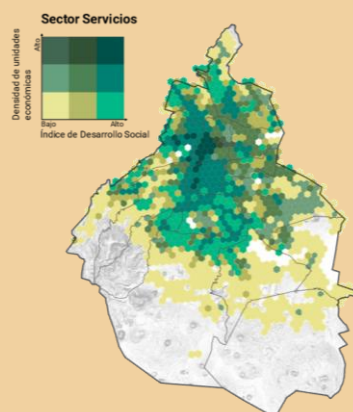 Sector Servicios
Densidad de unidades
económicas
Alto
Bajo
Alto
Índice de Desarrollo Social